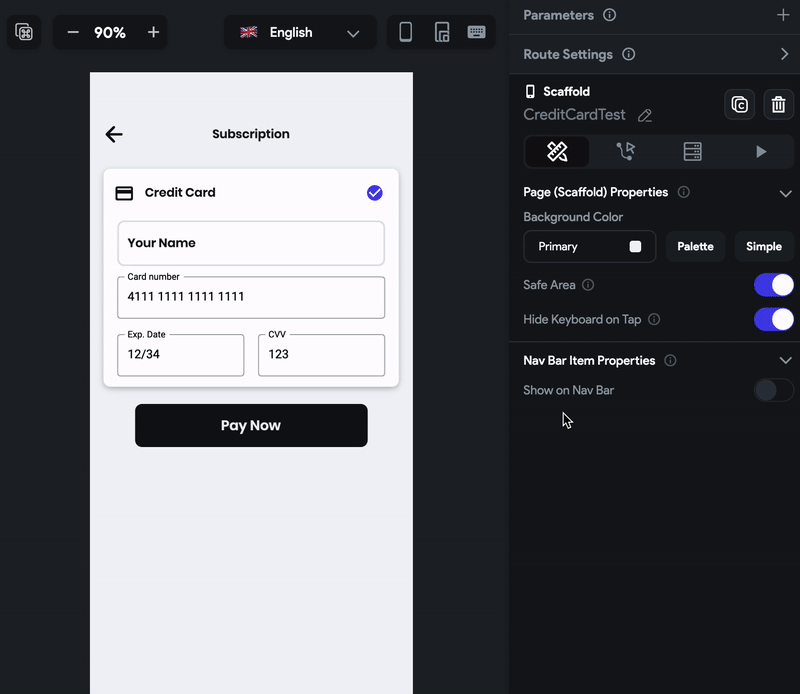 90%
English
Parameters
Route Settings
Scaffold
CreditCardTest
Page (Scaffold) Properties
Background Color
Primary
Palette
Simple
Safe Area
Hide Keyboard on Tap
Nav Bar Item Properties
Show on Nav Bar
Subscription
Credit Card
Your Name
Card number
4111 1111 1111 1111
Exp. Date
12/34
CVV
123
Pay Now